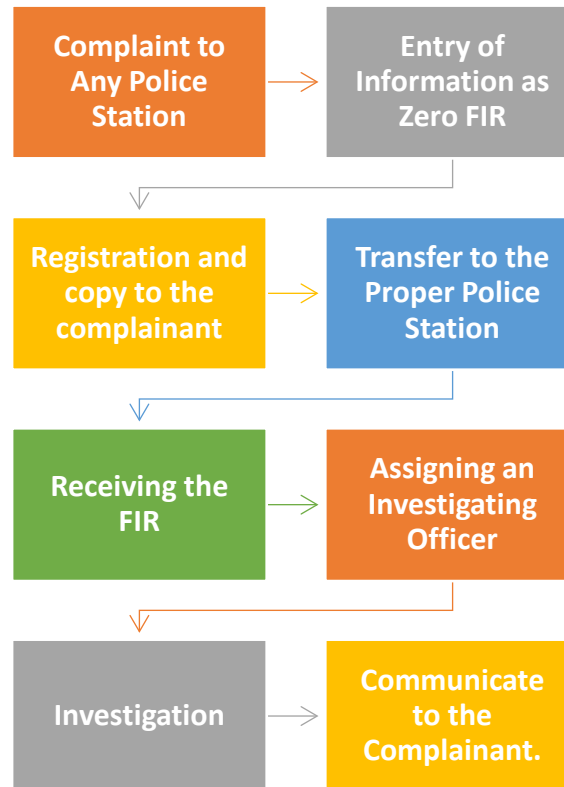 Complaint to
Any Police
Station
Entry of
Information as
Zero FIR
Registration and
copy to the
complainant
Transfer to the
Proper Police
Station
Receiving the
FIR
Assigning an
Investigating
Officer
Investigation
Communicate
to the
Complainant.